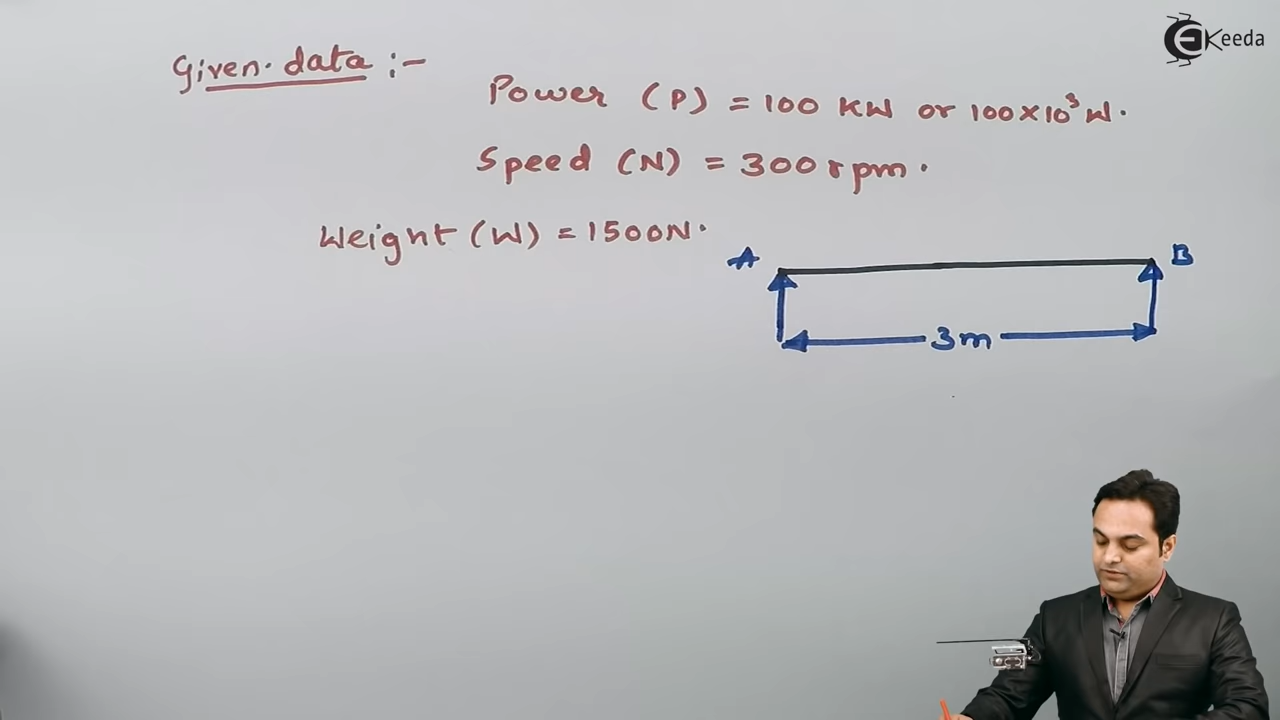 Given data :-
Power (P) = 100 KW or 100×10³ W.
Speed (N) = 300 rpm.
Weight (W) = 1500N.
A B
3m
EKeeda